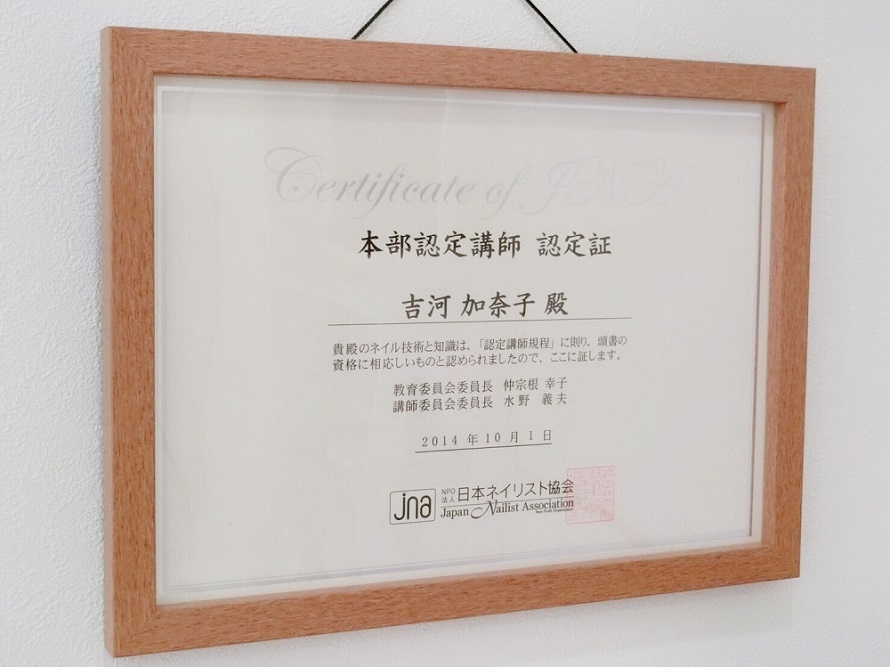 Certificate of JNA
本部認定講師 認定証
吉河 加奈子 殿
貴殿のネイル技術と知識は、「認定講師規程」に則り、頭書の
資格に相応しいものと認められましたので、ここに証します。
教育委員会委員長 仲宗根 幸子
講師委員会委員長 水野 義夫
2014 年 10 月 1 日
jna NPO法人 日本ネイリスト協会
Japan Nailist Association